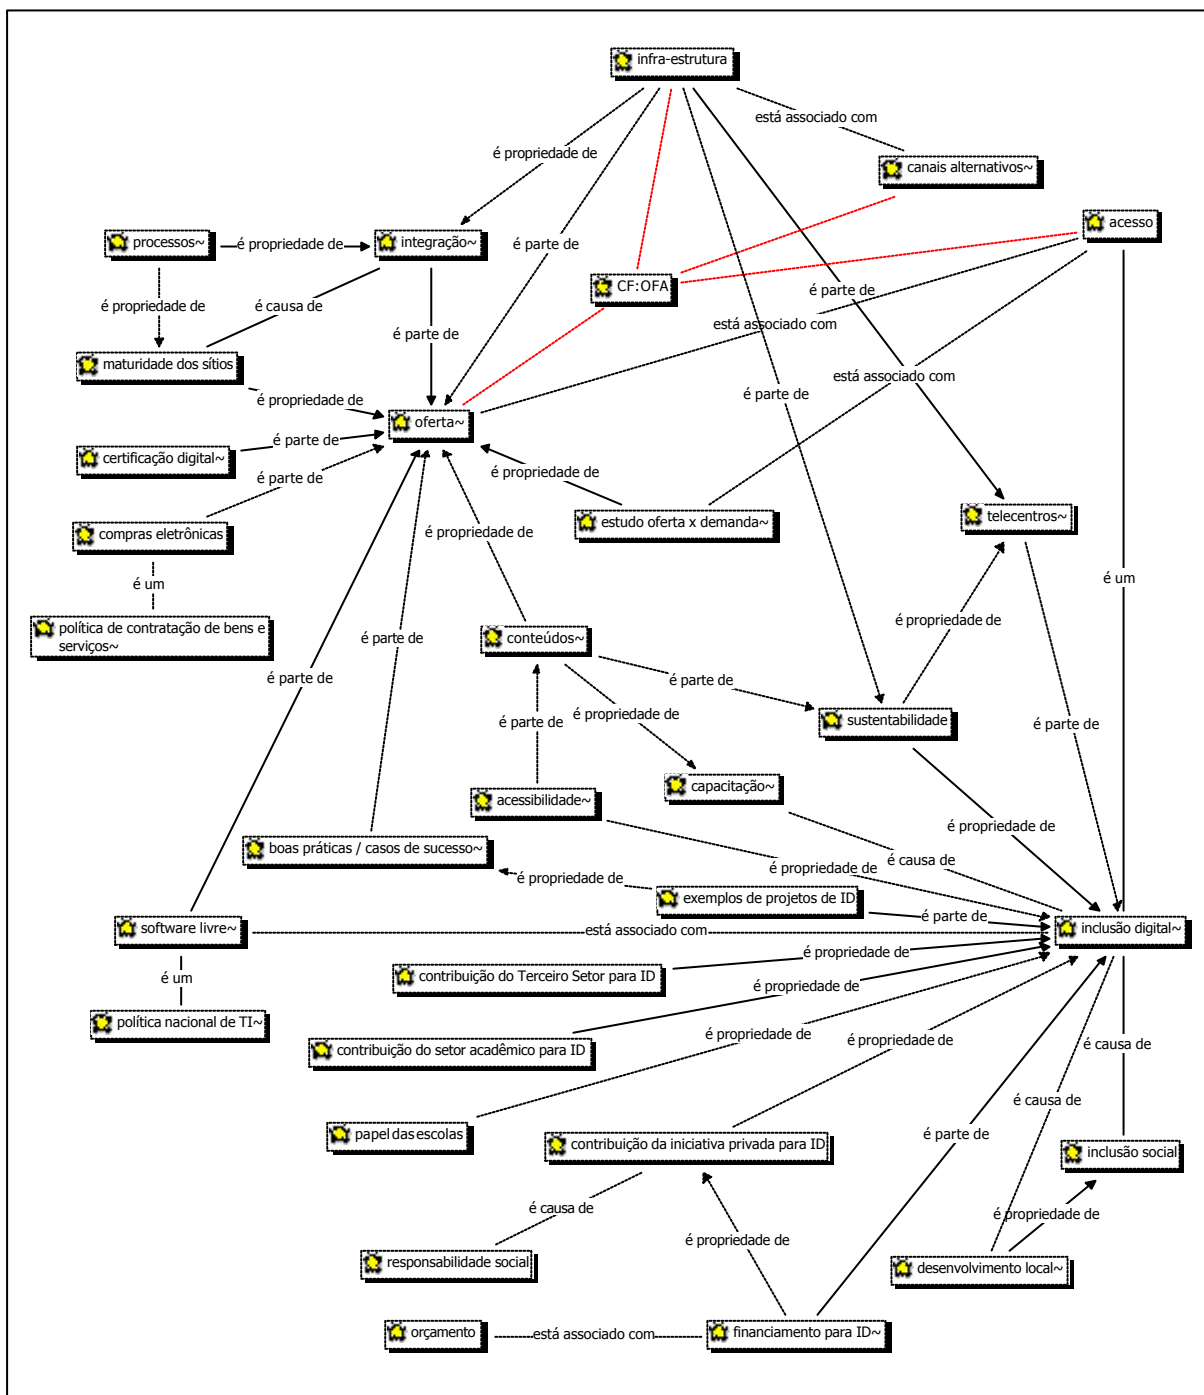 infra-estrutura
está associado com
é propriedade de
canais alternativos~
acesso
processos~
é propriedade de
integração~
é parte de
CF:OFA
é parte de
é propriedade de
é causa de
está associado com
é parte de
maturidade dos sítios
está associado com
é parte de
é propriedade de
oferta~
é parte de
certificação digital~
é propriedade de
é parte de
estudo oferta x demanda~
telecentros~
compras eletrônicas
é propriedade de
é um
é um
política de contratação de bens e
serviços~
é parte de
conteúdos~
é propriedade de
é parte de
é parte de
é propriedade de
sustentabilidade
é parte de
é parte de
capacitação~
acessibilidade~
é propriedade de
boas práticas / casos de sucesso~
é causa de
é propriedade de
é propriedade de
exemplos de projetos de ID
é parte de
software livre~
está associado com
inclusão digital~
é propriedade de
é um
contribuição do Terceiro Setor para ID
é propriedade de
política nacional de TI~
é propriedade de
é propriedade de
é causa de
contribuição do setor acadêmico para ID
é causa de
papel das escolas
é parte de
contribuição da iniciativa privada para ID
inclusão social
é causa de
é propriedade de
é propriedade de
responsabilidade social
desenvolvimento local~
orçamento
está associado com
financiamento para ID~